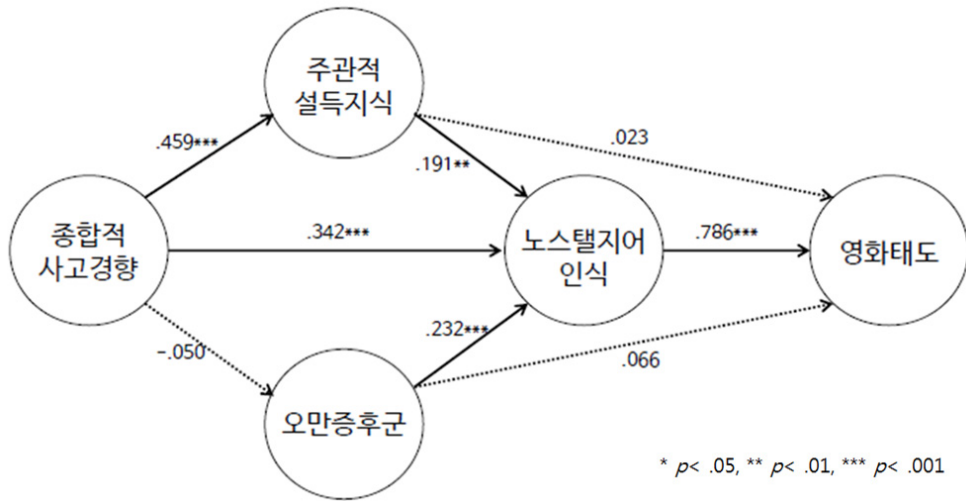 주관적
설득지식
.459***
.191**
.023
종합적
사고경향
.342***
노스탤지어
인식
.786***
영화태도
-.050
.232***
.066
오만증후군
* p< .05, ** p< .01, *** p< .001